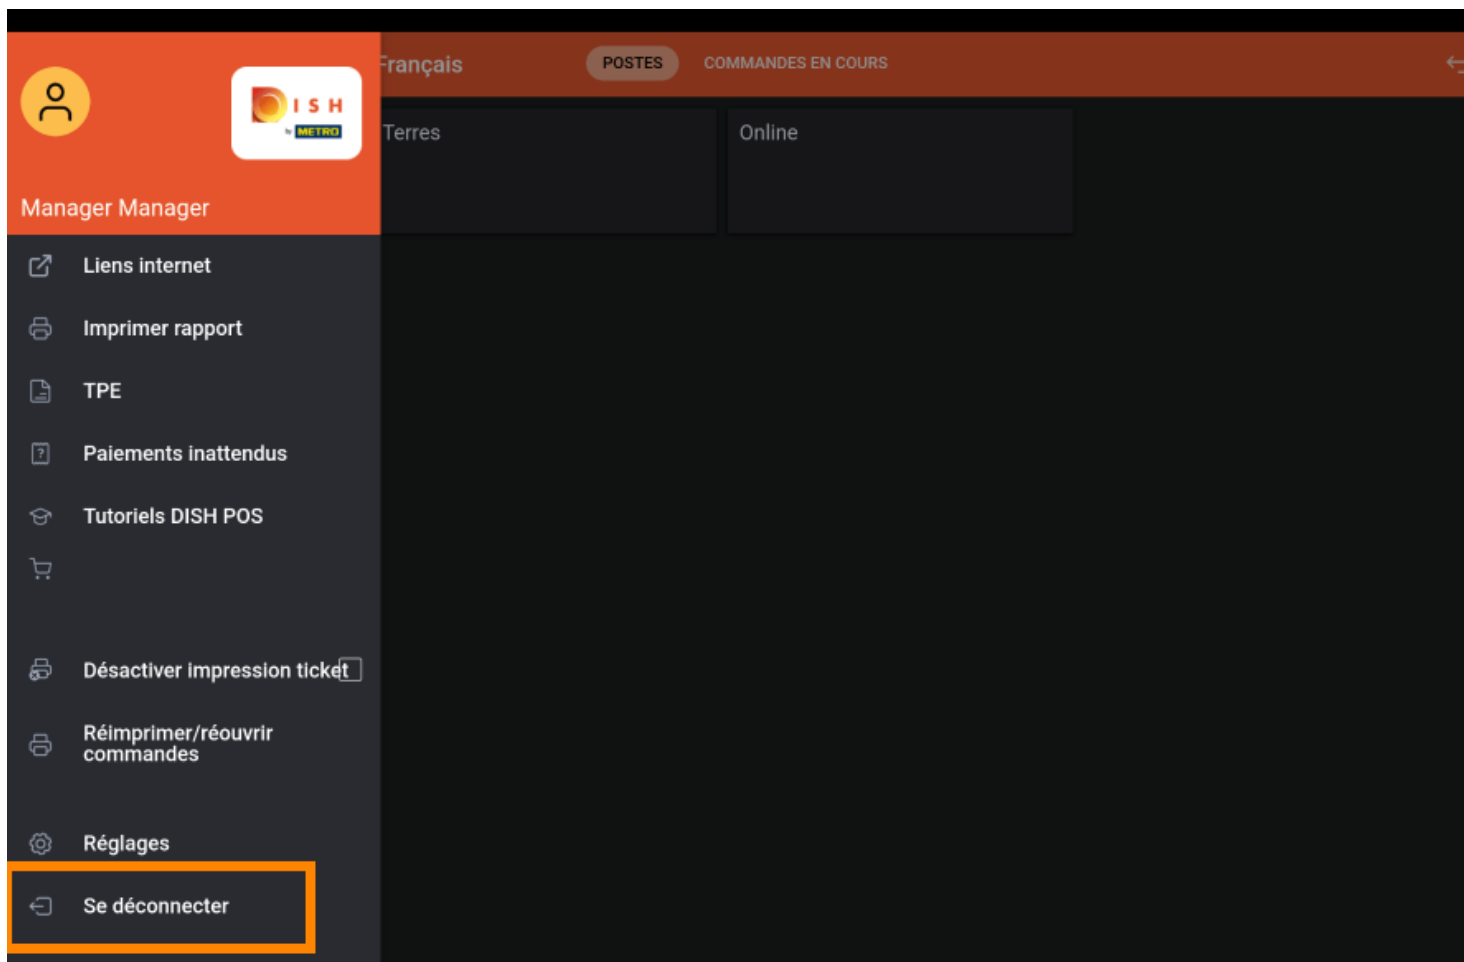 Français
POSTES
COMMANDES EN COURS
DISH
by METRO
Terres
Online
Manager Manager
Liens internet
Imprimer rapport
TPE
Paiements inattendus
?
Tutoriels DISH POS
Désactiver impression ticket
Réimprimer/réouvrir
commandes
Réglages
Se déconnecter